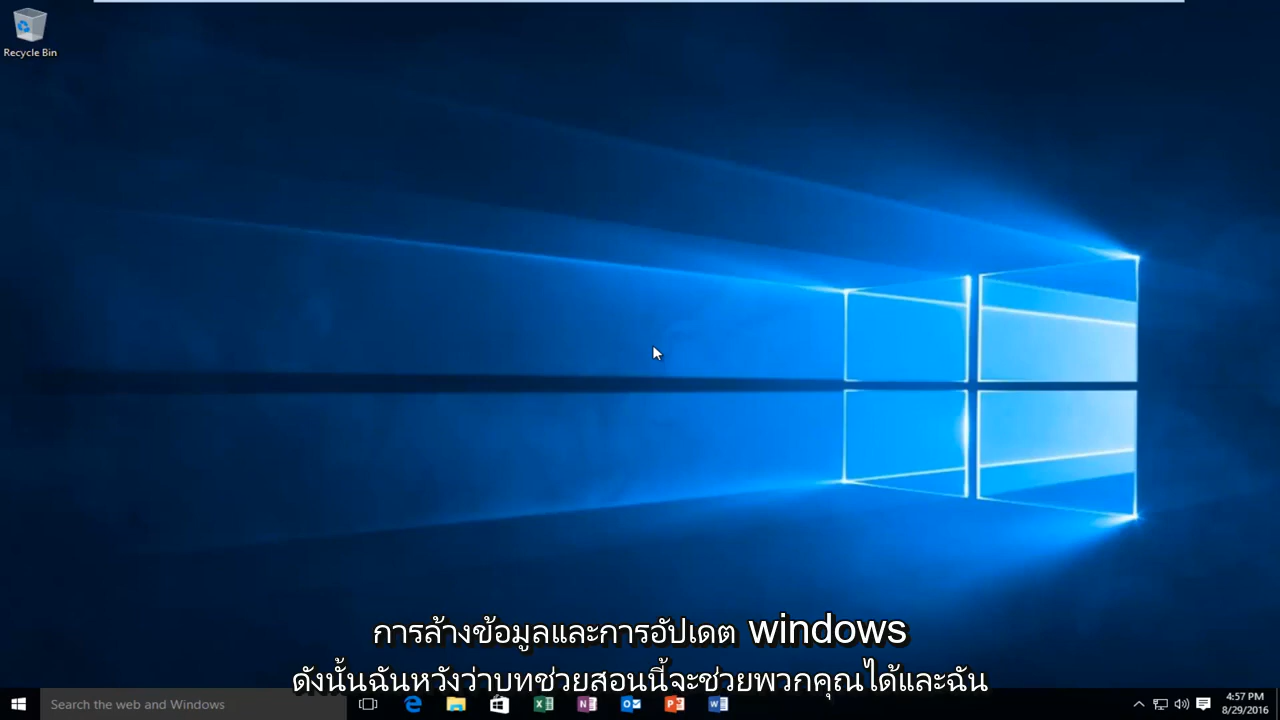 Recycle Bin
การล้างข้อมูลและการอัปเดต windows
ดังนั้นฉันหวังว่าบทช่วยสอนนี้จะช่วยพวกคุณได้และฉัน
Search the web and Windows
4:57 PM
8/29/2016